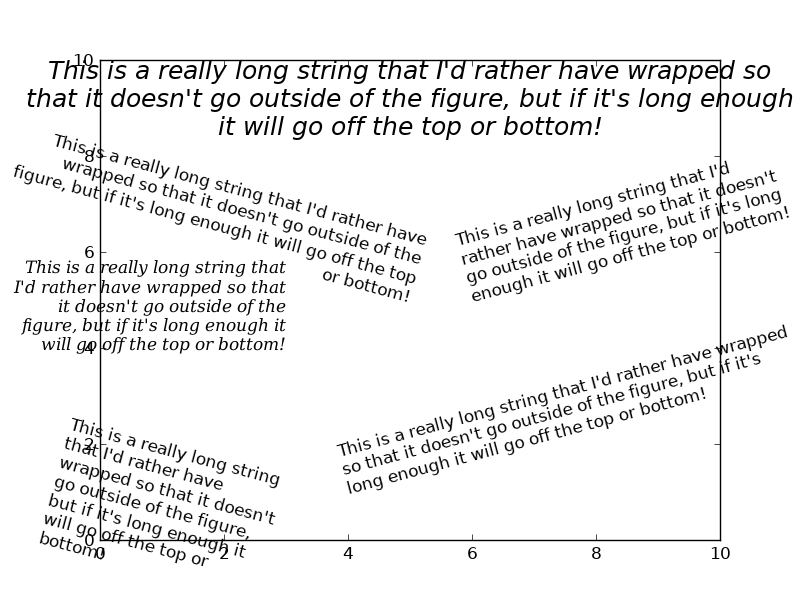 10
This is a really long string that I'd rather have wrapped so
that it doesn't go outside of the figure, but if it's long enough
it will go off the top or bottom!
8
This is a really long string that I'd rather have
wrapped so that it doesn't go outside of the
figure, but if it's long enough it will go off the top
or bottom!
This is a really long string that I'd
rather have wrapped so that it doesn't
go outside of the figure, but if it's long
enough it will go off the top or bottom!
6
This is a really long string that
I'd rather have wrapped so that
it doesn't go outside of the
figure, but if it's long enough it
will go off the top or bottom!
4
This is a really long string that I'd rather have wrapped
so that it doesn't go outside of the figure, but if it's
long enough it will go off the top or bottom!
2
This is a really long string
that I'd rather have
wrapped so that it doesn't
go outside of the figure,
but if it's long enough it
will go off the top or
bottom!
0
0 2 4 6 8 10